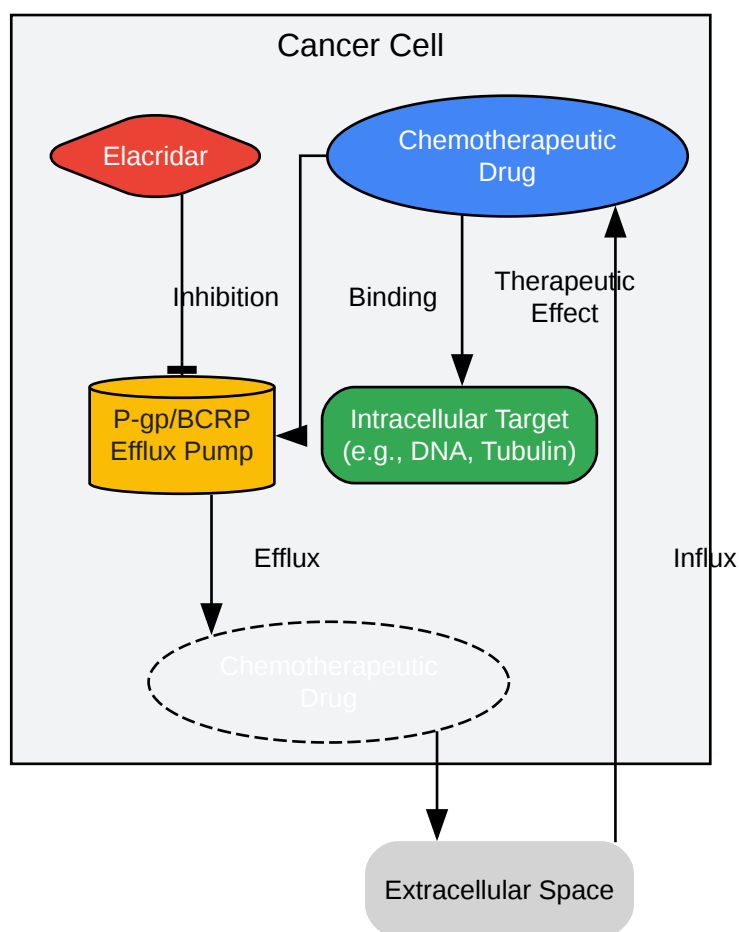 Cancer Cell
Elacridar
Chemotherapeutic
Drug
Inhibition
Binding
Therapeutic
Effect
P-gp/BCRP
Efflux Pump
Intracellular Target
(e.g., DNA, Tubulin)
Efflux
Influx
Chemotherapeutic
Drug
Extracellular Space